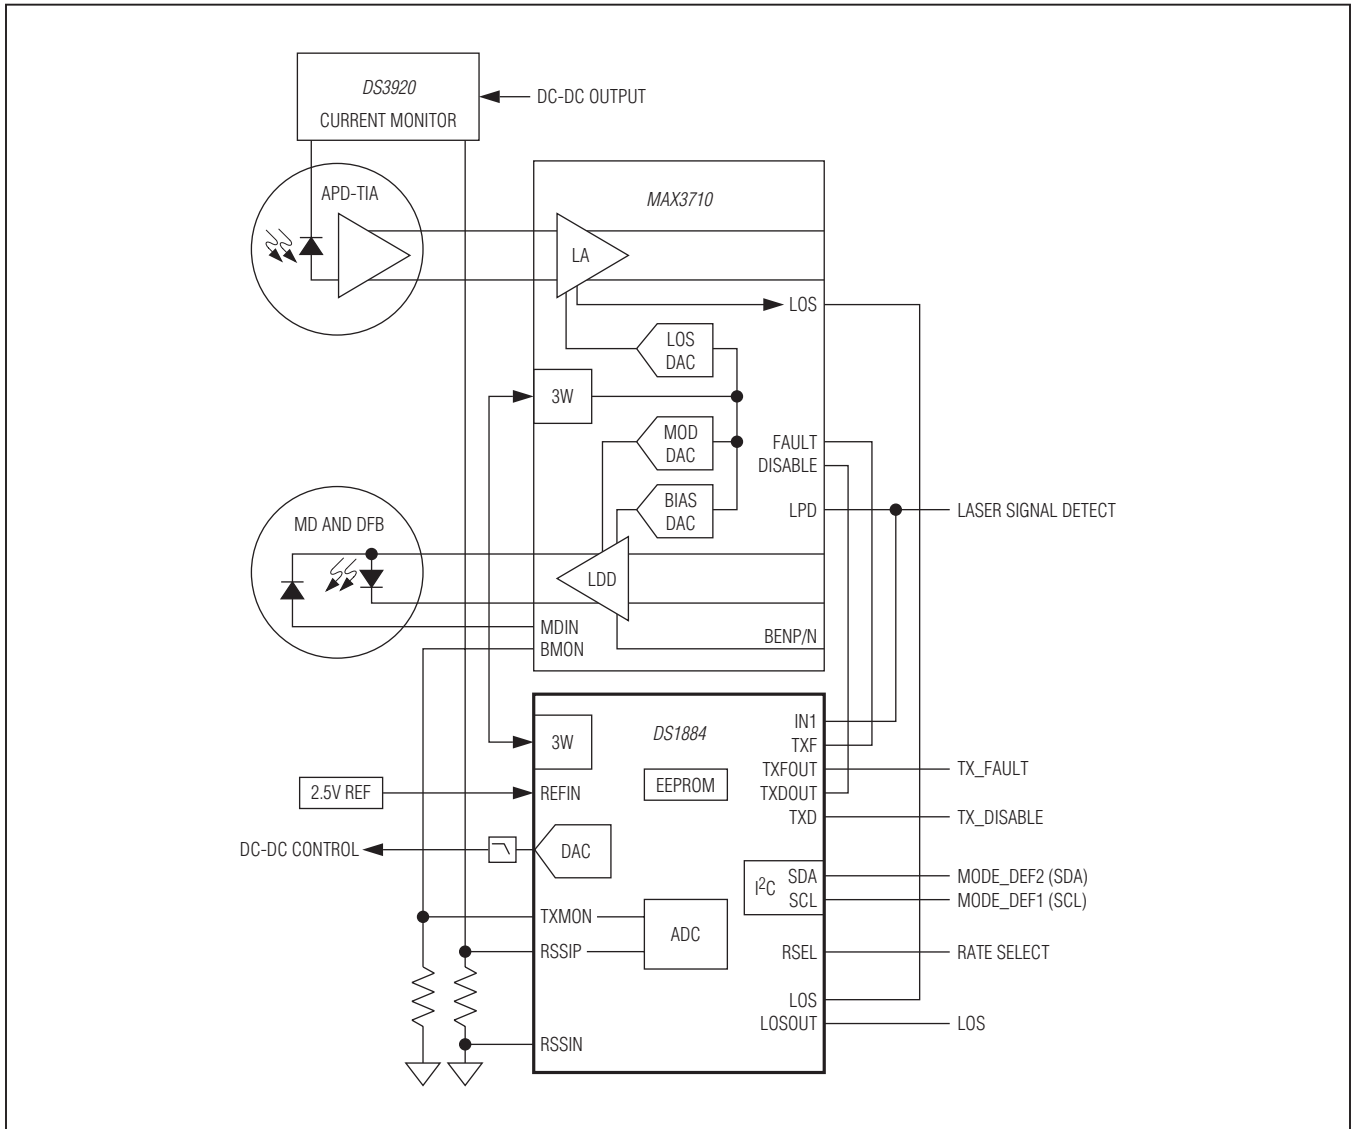 DS3920
CURRENT MONITOR
DC-DC OUTPUT
APD-TIA
MAX3710
LA
LOS
LOS
DAC
3W
MOD
DAC
FAULT
DISABLE
BIAS
DAC
LPD
LASER SIGNAL DETECT
MD AND DFB
LDD
MDIN
BMON
BENP/N
DS1884
3W
IN1
TXF
EEPROM
TXFOUT
TX_FAULT
2.5V REF
REFIN
TXDOUT
TXD
TX_DISABLE
DC-DC CONTROL
DAC
I²C
SDA
MODE_DEF2 (SDA)
SCL
MODE_DEF1 (SCL)
TXMON
ADC
RSSIP
RSEL
RATE SELECT
LOS
LOSOUT
LOS
RSSIN